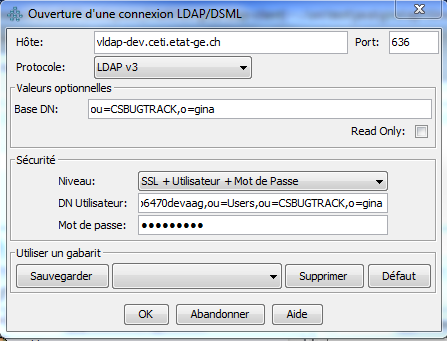 Ouverture d'une connexion LDAP/DSML
Hôte: vldap-dev.ceti.etat-ge.ch Port: 636
Protocole: LDAP v3
Valeurs optionnelles
Base DN: ou=CSBUGTRACK,o=gina
Read Only:
Sécurité
Niveau: SSL + Utilisateur + Mot de Passe
DN Utilisateur: 6470devaag,ou=Users,ou=CSBUGTRACK,o=gina
Mot de passe: ●●●●●●●●●
Utiliser un gabarit
Sauvegarder Supprimer Défaut
OK Abandonner Aide